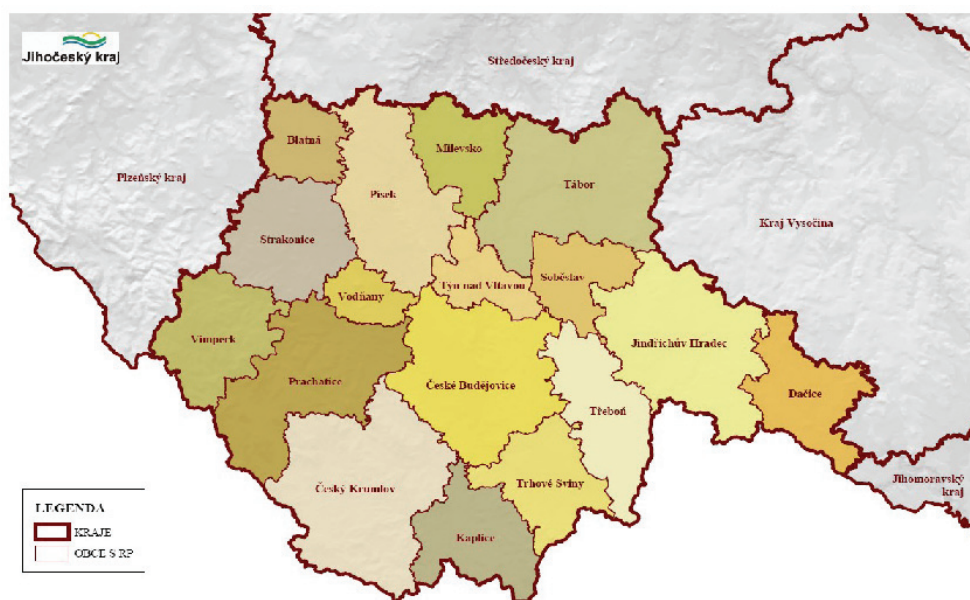 Jihočeský kraj
Středočeský kraj
Plzeňský kraj
Kraj Vysočina
Jihomoravský
kraj
Blatná
Písek
Milevsko
Tábor
Strakonice
Vodňany
Týn nad Vltavou
Soběslav
Vimperk
Prachatice
České Budějovice
Jindřichův Hradec
Třeboň
Dačice
Český Krumlov
Trhové Sviny
Kaplice
LEGENDA
KRAJE
OBCE S RP